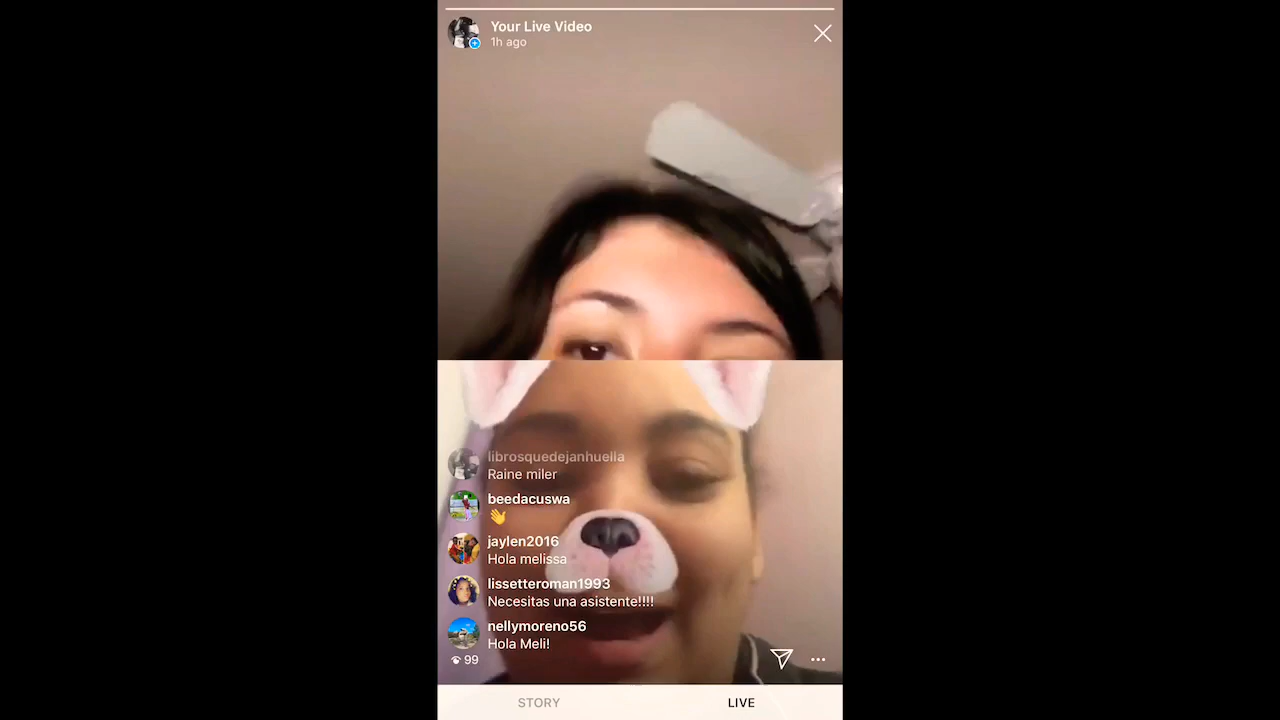 Your Live Video
1h ago
librosquedejanhuella
Raine miler
beedacuswa
👋
jaylen2016
Hola melissa
lissetteroman1993
Necesitas una asistente!!!!
nellymoreno56
Hola Meli!
99
STORY
LIVE